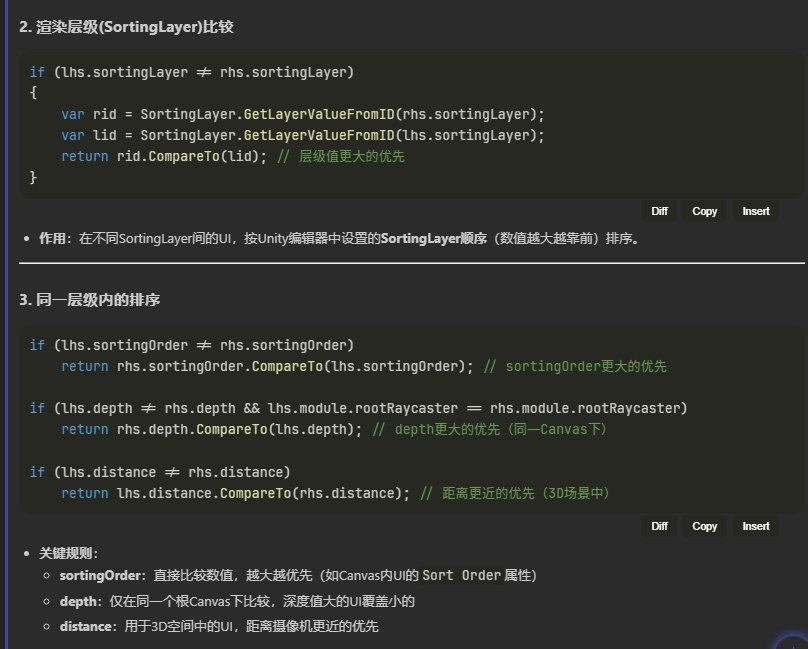 2. 渲染层级(SortingLayer)比较
if (lhs.sortingLayer ≠ rhs.sortingLayer)
{
    var rid = SortingLayer.GetLayerValueFromID(rhs.sortingLayer);
    var lid = SortingLayer.GetLayerValueFromID(lhs.sortingLayer);
    return rid.CompareTo(lid); // 层级值更大的优先
}
Diff Copy Insert
• 作用：在不同SortingLayer间的UI，按Unity编辑器中设置的SortingLayer顺序（数值越大越靠前）排序。
3. 同一层级内的排序
if (lhs.sortingOrder ≠ rhs.sortingOrder)
    return rhs.sortingOrder.CompareTo(lhs.sortingOrder); // sortingOrder更大的优先
if (lhs.depth ≠ rhs.depth && lhs.module.rootRaycaster == rhs.module.rootRaycaster)
    return rhs.depth.CompareTo(lhs.depth); // depth更大的优先（同一Canvas下）
if (lhs.distance ≠ rhs.distance)
    return lhs.distance.CompareTo(rhs.distance); // 距离更近的优先（3D场景中）
Diff Copy Insert
• 关键规则：
○ sortingOrder：直接比较数值，越大越优先（如Canvas内UI的 Sort Order 属性）
○ depth：仅在同一个根Canvas下比较，深度值大的UI覆盖小的
○ distance：用于3D空间中的UI，距离摄像机更近的优先